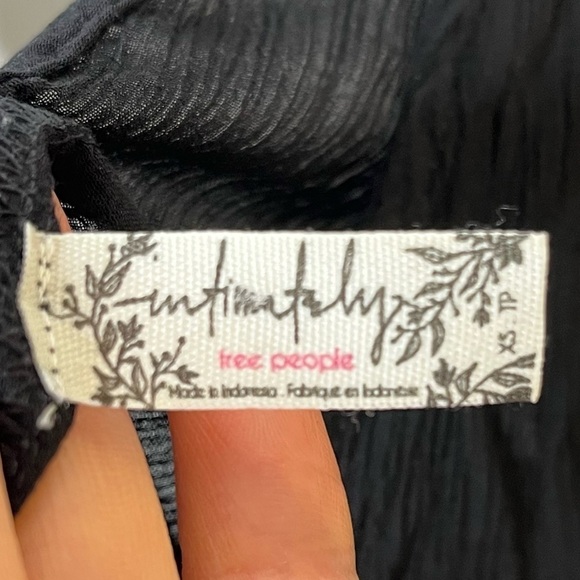 intimately
free people
Made in Indonesia . Fabriqué en Indonésie
XS TP